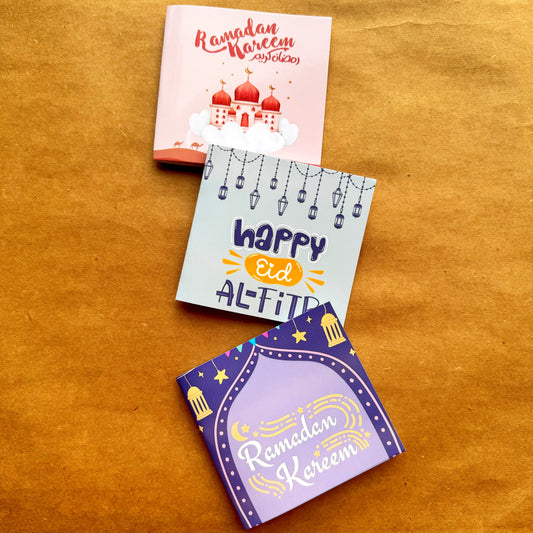 Ramadan
Kareem
رمضان كريم
happy
Eid
AL-FiTR
Ramadan
Kareem